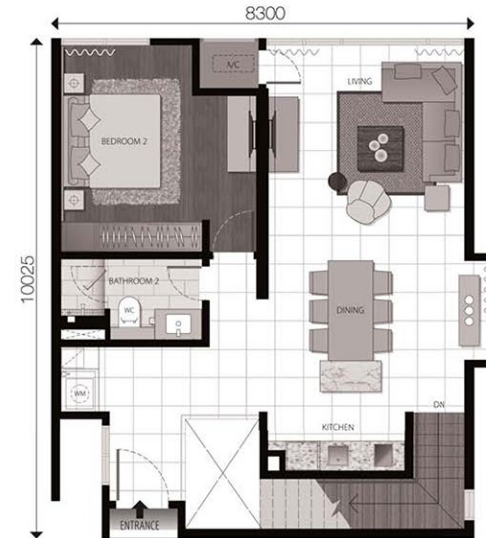 8300
A/C
LIVING
BEDROOM 2
10025
BATHROOM 2
WC
DINING
WM
DN
KITCHEN
ENTRANCE